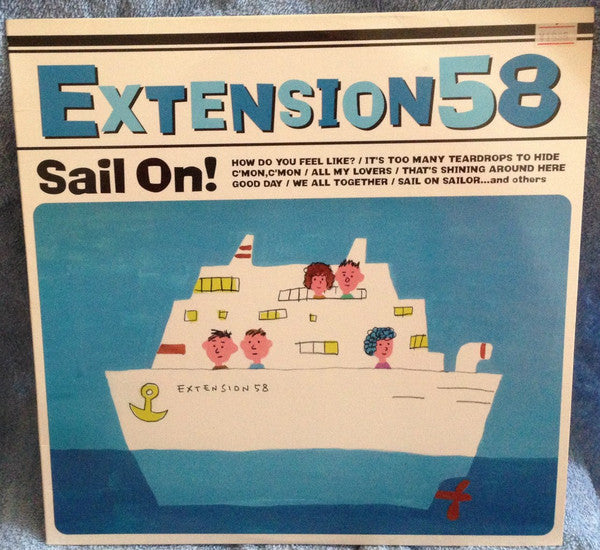 EXTENSION58
Sail On!
HOW DO YOU FEEL LIKE? / IT'S TOO MANY TEARDROPS TO HIDE
C'MON,C'MON / ALL MY LOVERS / THAT'S SHINING AROUND HERE
GOOD DAY / WE ALL TOGETHER / SAIL ON SAILOR...and others
EXTENSION 58